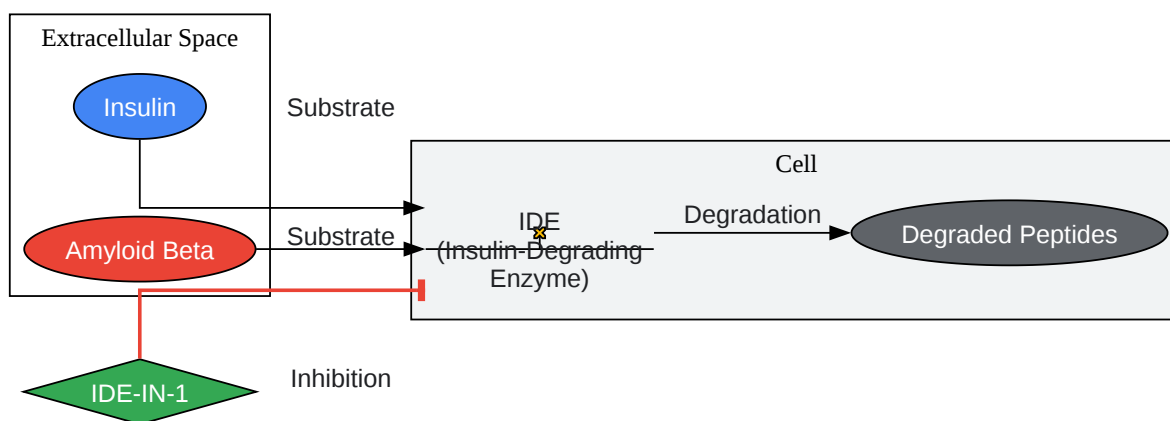 Extracellular Space
Insulin
Substrate
Cell
IDE
(Insulin-Degrading
Enzyme)
Degradation
Degraded Peptides
Amyloid Beta
Substrate
IDE-IN-1
Inhibition